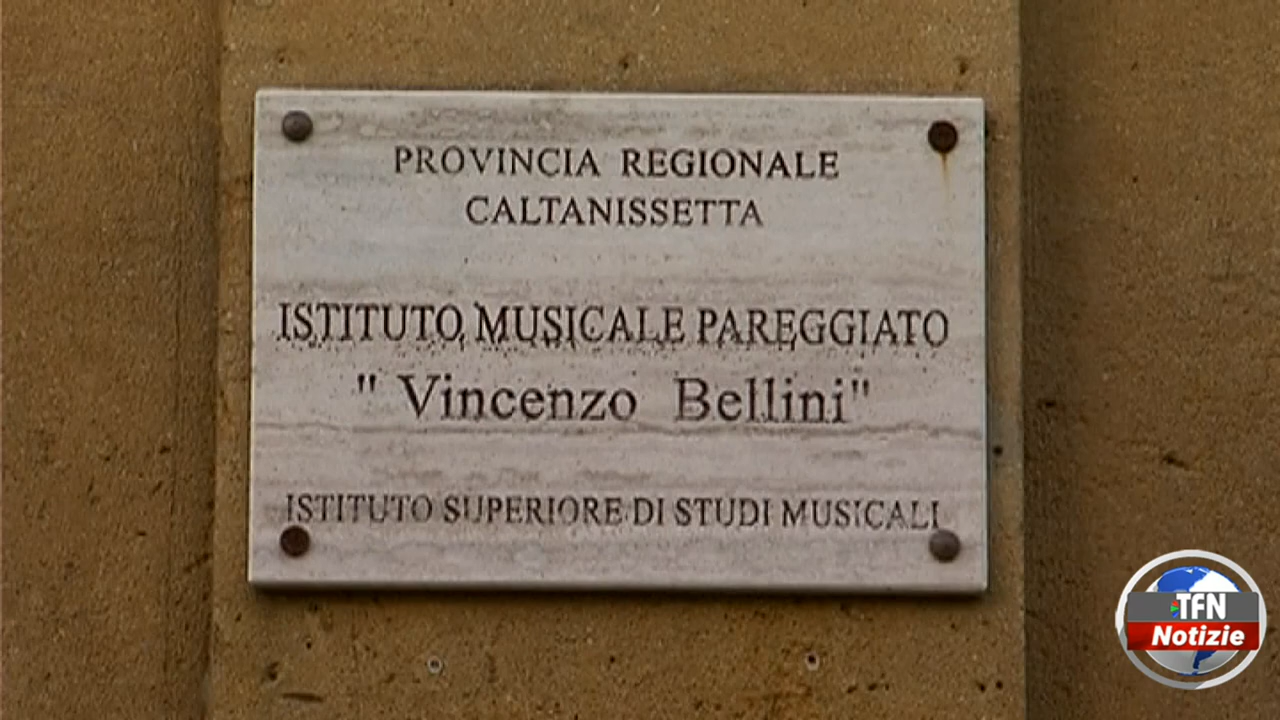 PROVINCIA REGIONALE
CALTANISSETTA
ISTITUTO MUSICALE PAREGGIATO
" Vincenzo Bellini"
ISTITUTO SUPERIORE DI STUDI MUSICALI
TFN
Notizie